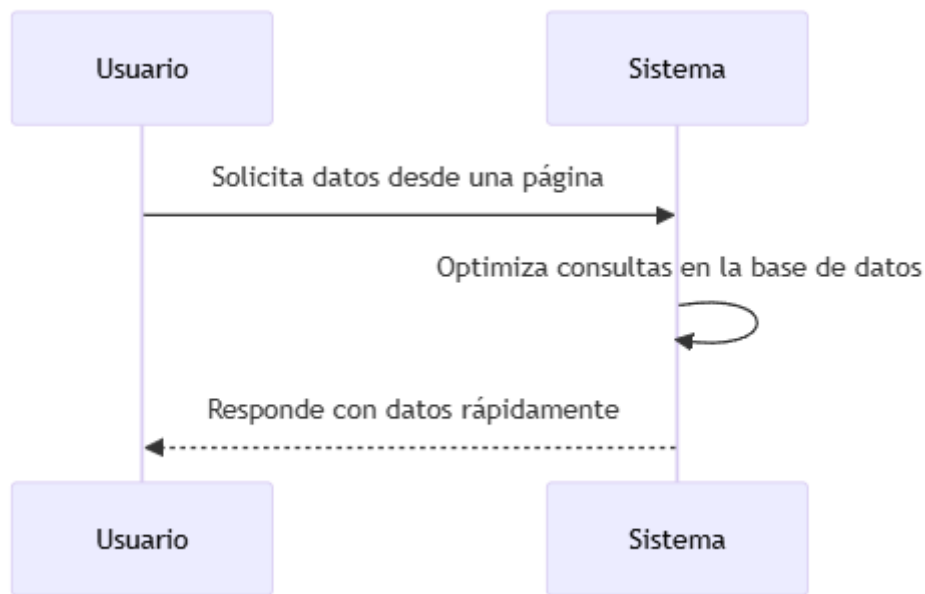 Usuario
Sistema
Solicita datos desde una página
Optimiza consultas en la base de datos
Responde con datos rápidamente
Usuario
Sistema